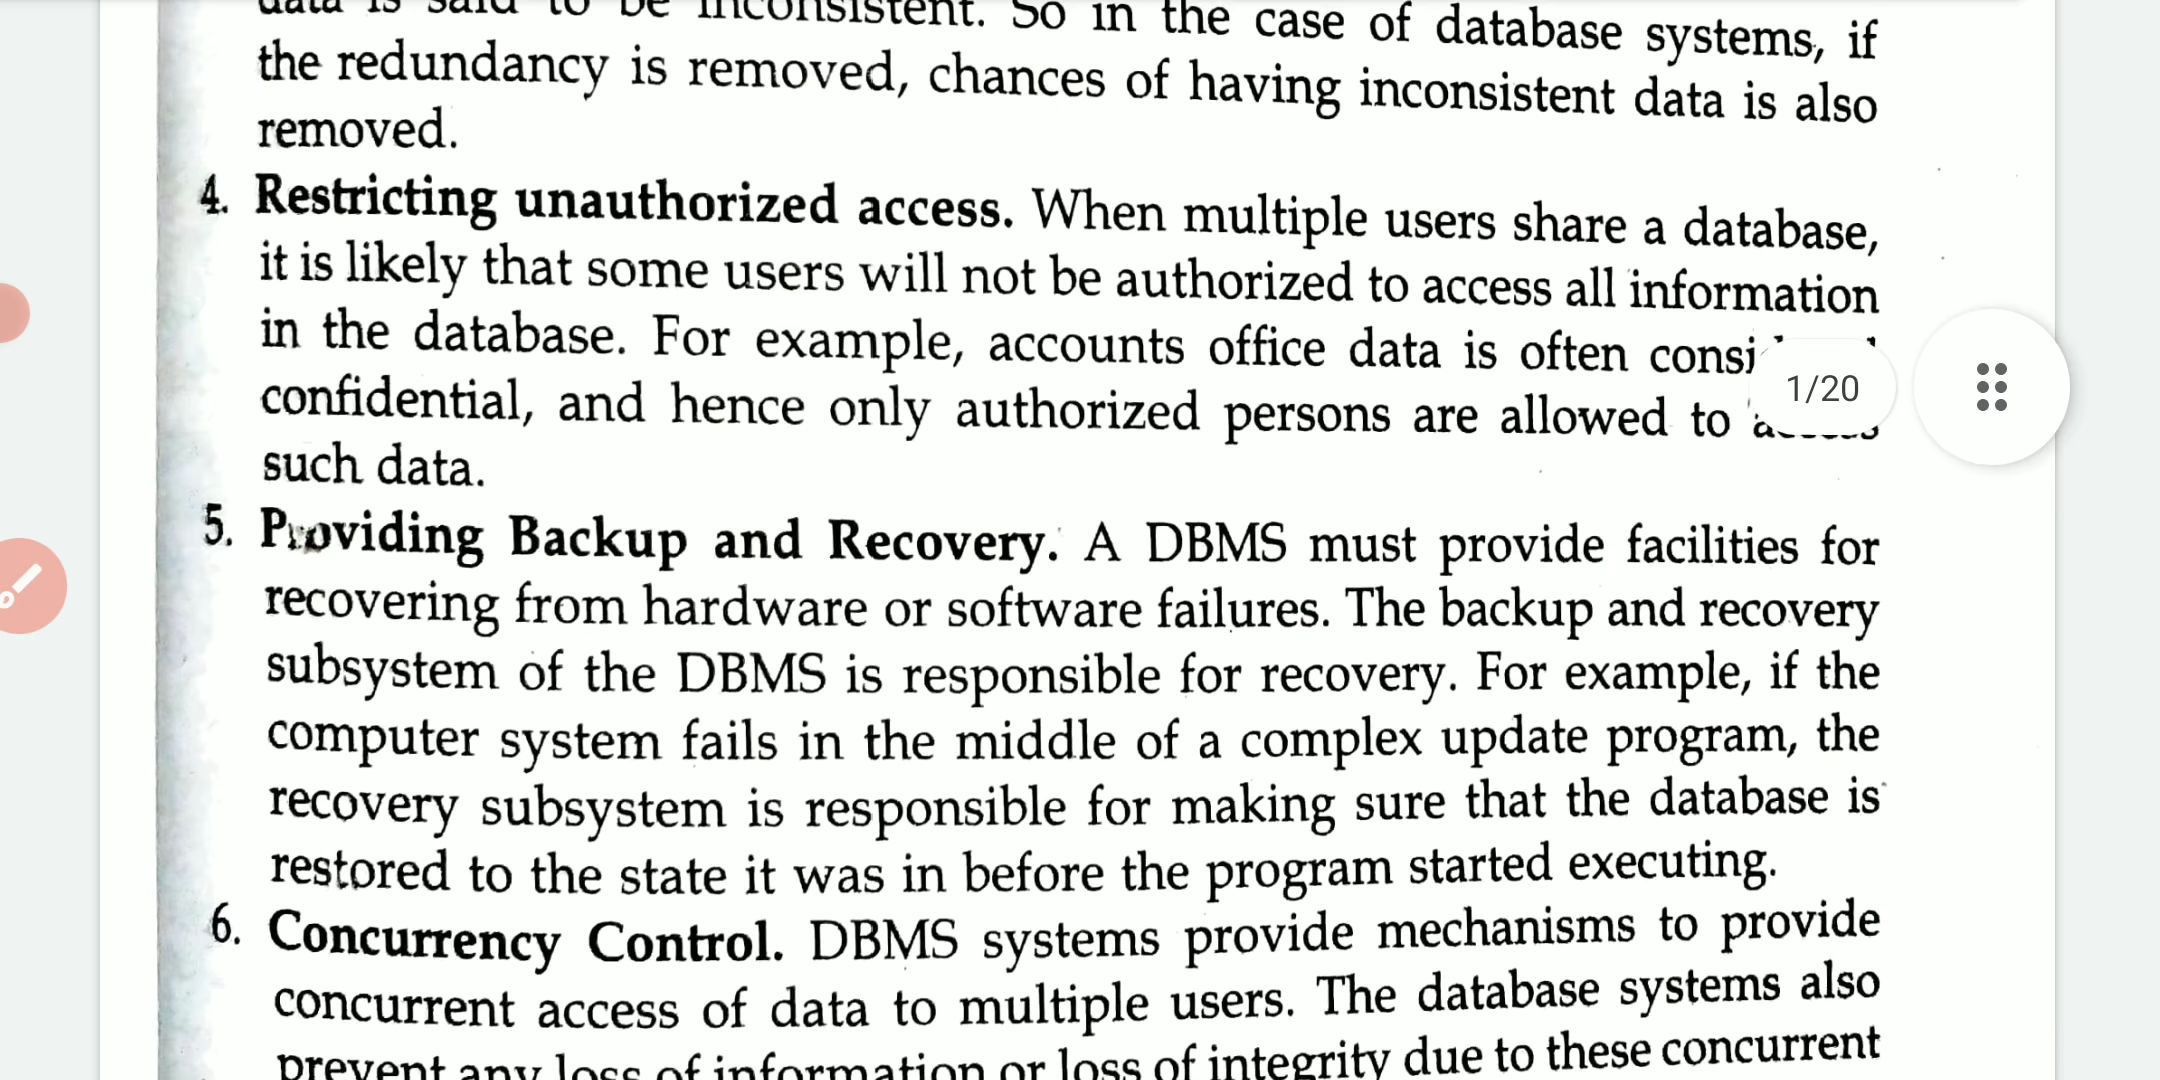 data is said to be inconsistent. So in the case of database systems, if
the redundancy is removed, chances of having inconsistent data is also
removed.
4. Restricting unauthorized access. When multiple users share a database,
it is likely that some users will not be authorized to access all information
in the database. For example, accounts office data is often
confidential, and hence only authorized persons are allowed to
such data.
1/20
5. Providing Backup and Recovery. A DBMS must provide facilities for
recovering from hardware or software failures. The backup and recovery
subsystem of the DBMS is responsible for recovery. For example, if the
computer system fails in the middle of a complex update program, the
recovery subsystem is responsible for making sure that the database is
restored to the state it was in before the program started executing.
6. Concurrency Control. DBMS systems provide mechanisms to provide
concurrent access of data to multiple users. The database systems also
prevent any loss of information or loss of integrity due to these concurrent